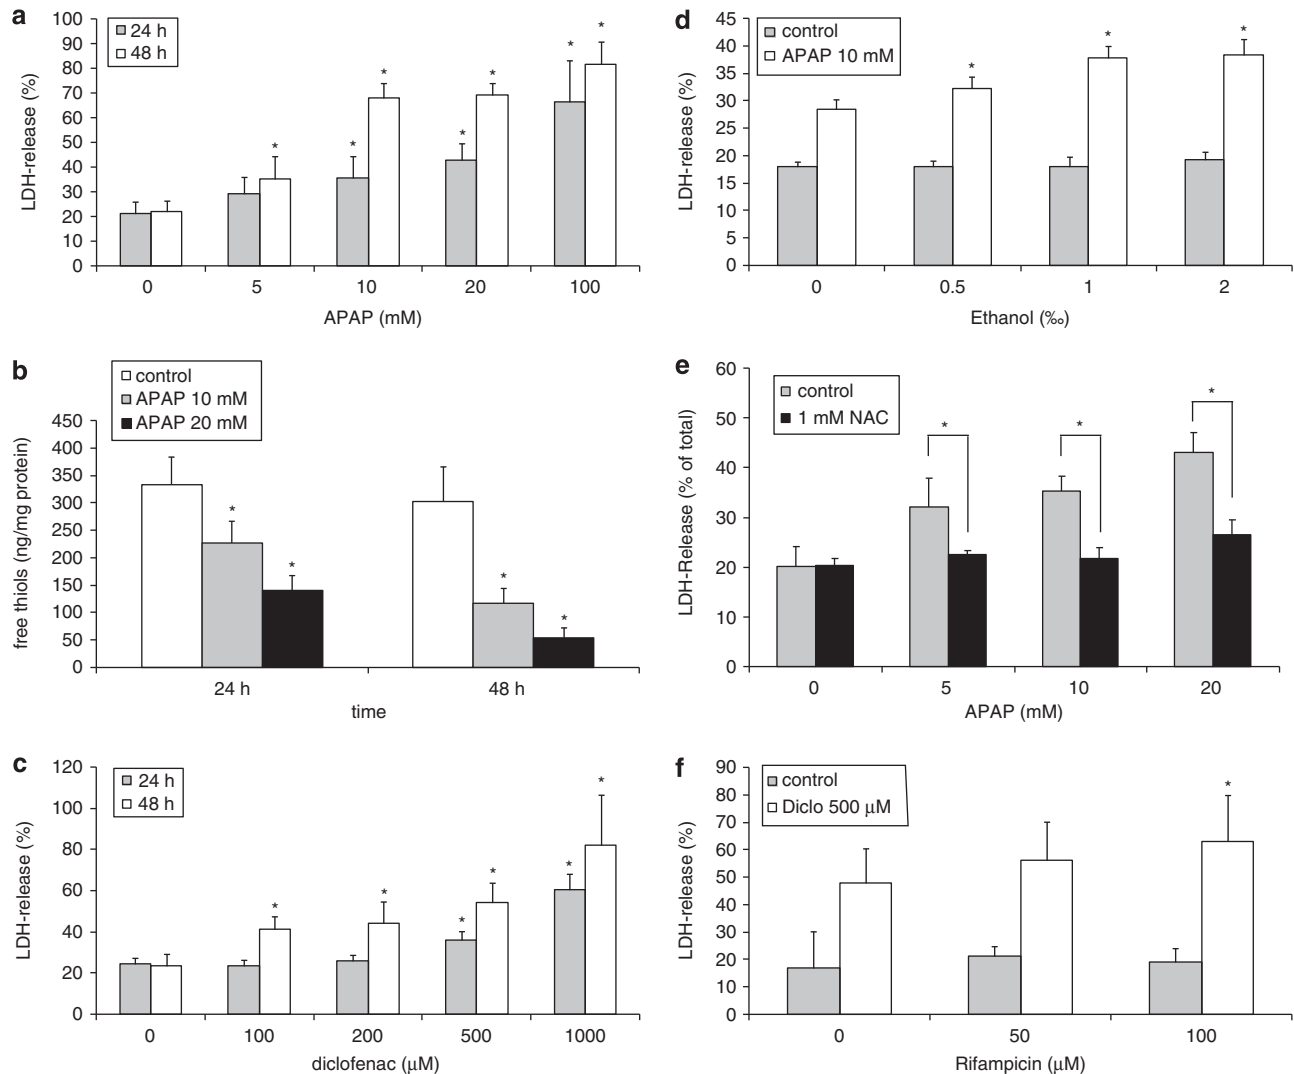 a
24 h
48 h
LDH-release (%)
100
90
80
70
60
50
40
30
20
10
0
* * * * * * *
0 5 10 20 100
APAP (mM)
b
control
APAP 10 mM
APAP 20 mM
free thiols (ng/mg protein)
450
400
350
300
250
200
150
100
50
0
* * * *
24 h 48 h
time
c
24 h
48 h
LDH-release (%)
120
100
80
60
40
20
0
* * * * * *
0 100 200 500 1000
diclofenac (μM)
d
control
APAP 10 mM
LDH-release (%)
45
40
35
30
25
20
15
10
5
0
* * *
0 0.5 1 2
Ethanol (‰)
e
control
1 mM NAC
LDH-Release (% of total)
60
50
40
30
20
10
0
* * *
0 5 10 20
APAP (mM)
f
control
Diclo 500 μM
LDH-release (%)
90
80
70
60
50
40
30
20
10
0
*
0 50 100
Rifampicin (μM)